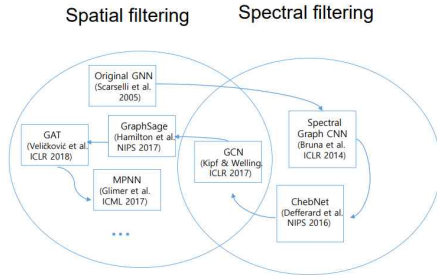 Spatial filtering
Spectral filtering
Original GNN
(Scarselli et al.
2005)
GraphSage
(Hamilton et al.
NIPS 2017)
GAT
(Veličković et al.
ICLR 2018)
MPNN
(Glimer et al.
ICML 2017)
...
GCN
(Kipf & Welling.
ICLR 2017)
Spectral
Graph CNN
(Bruna et al.
ICLR 2014)
ChebNet
(Defferard et al.
NIPS 2016)